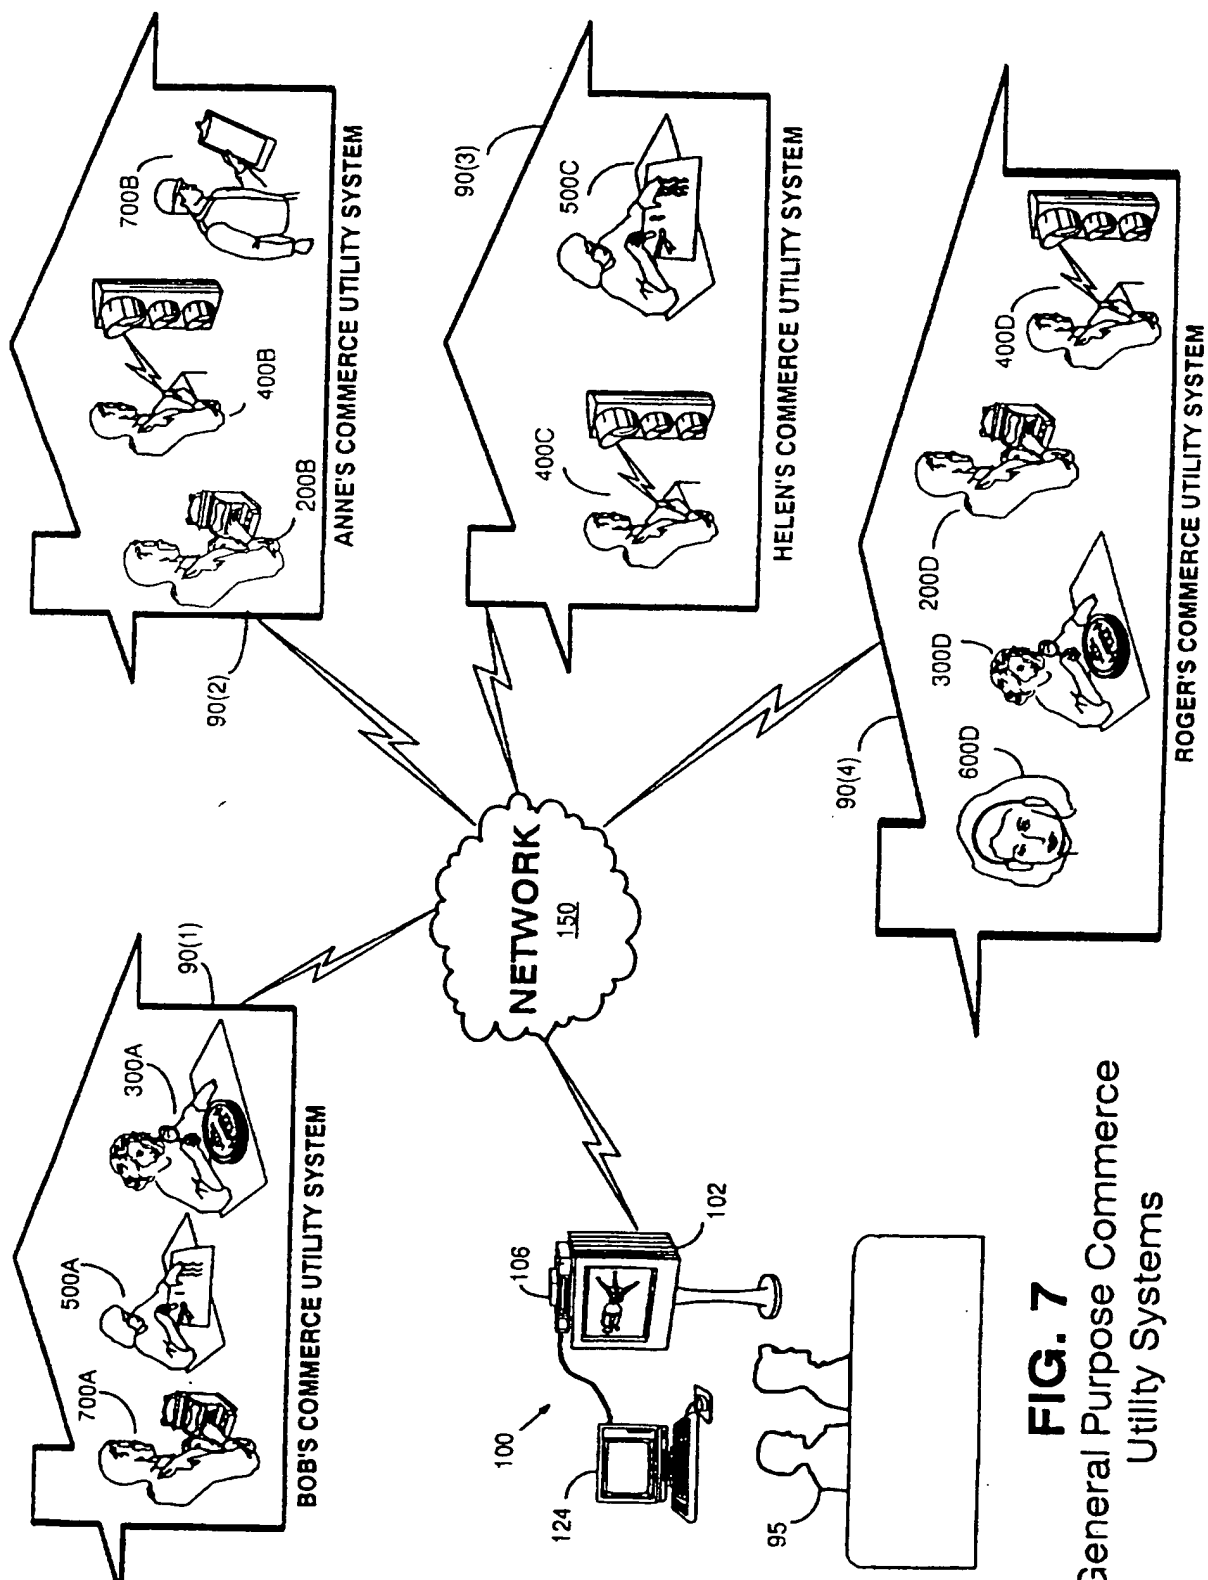 90(1)
300A
500A
700A
BOB'S COMMERCE UTILITY SYSTEM
90(2)
200B
400B
700B
ANNE'S COMMERCE UTILITY SYSTEM
90(3)
400C
500C
HELEN'S COMMERCE UTILITY SYSTEM
NETWORK
150
90(4)
600D
300D
200D
400D
ROGER'S COMMERCE UTILITY SYSTEM
100
106
102
124
95
FIG. 7
General Purpose Commerce
Utility Systems